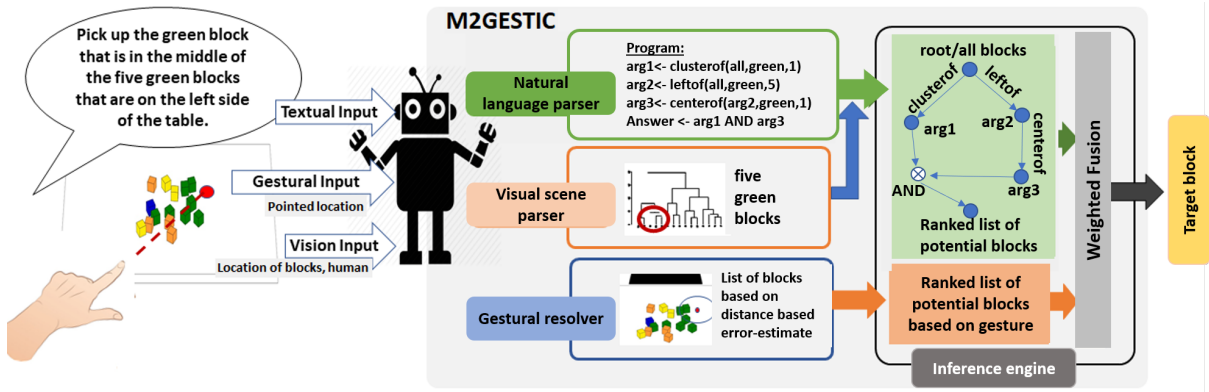 Pick up the green block
that is in the middle of
the five green blocks
that are on the left side
of the table.
Textual Input
Gestural Input
Pointed location
Vision Input
Location of blocks, human
M2GESTIC
Natural
language parser
Program:
arg1<- clusterof(all,green,1)
arg2<- leftof(all,green,5)
arg3<- centerof(arg2,green,1)
Answer <- arg1 AND arg3
Visual scene
parser
five
green
blocks
Gestural resolver
List of blocks
based on
distance based
error-estimate
root/all blocks
clusterof
leftof
arg1
arg2
centerof
AND
arg3
Ranked list of
potential blocks
Ranked list of
potential blocks
based on gesture
Weighted Fusion
Inference engine
Target block